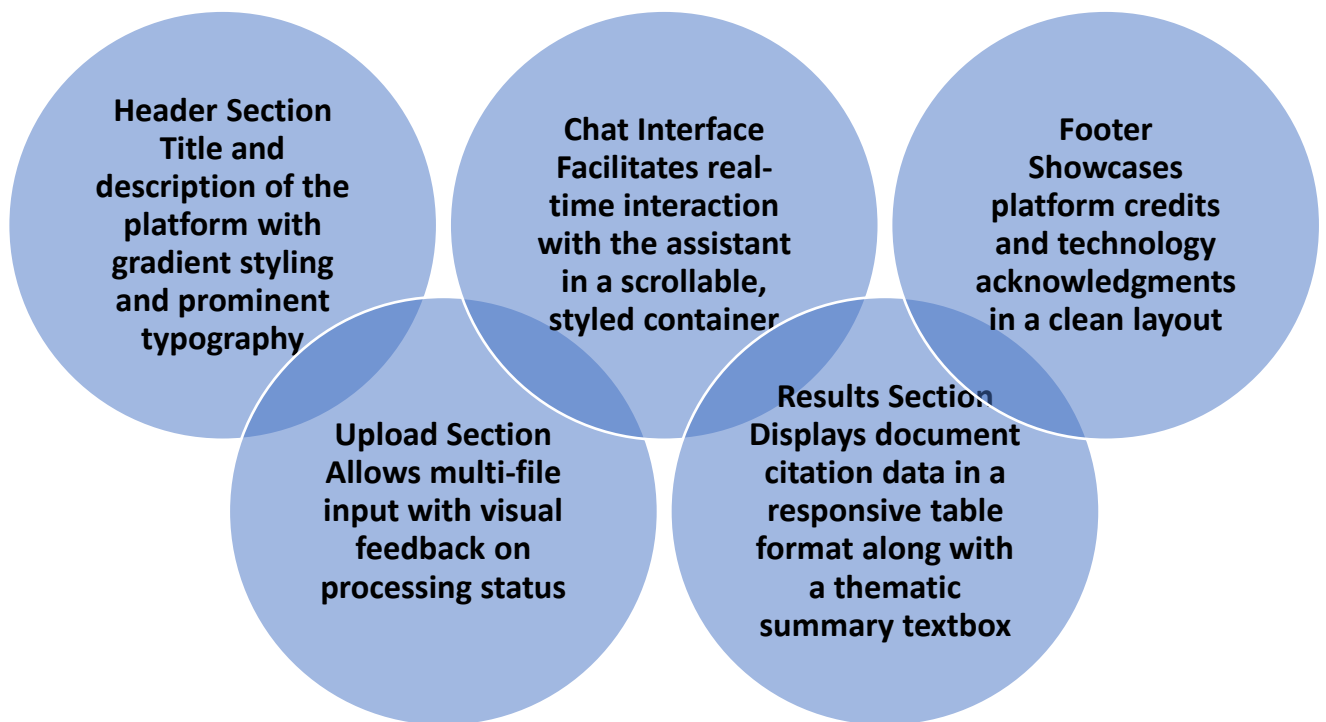 Header Section
Title and
description of the
platform with
gradient styling
and prominent
typography
Upload Section
Allows multi-file
input with visual
feedback on
processing status
Chat Interface
Facilitates real-
time interaction
with the assistant
in a scrollable,
styled container
Results Section
Displays document
citation data in a
responsive table
format along with
a thematic
summary textbox
Footer
Showcases
platform credits
and technology
acknowledgments
in a clean layout